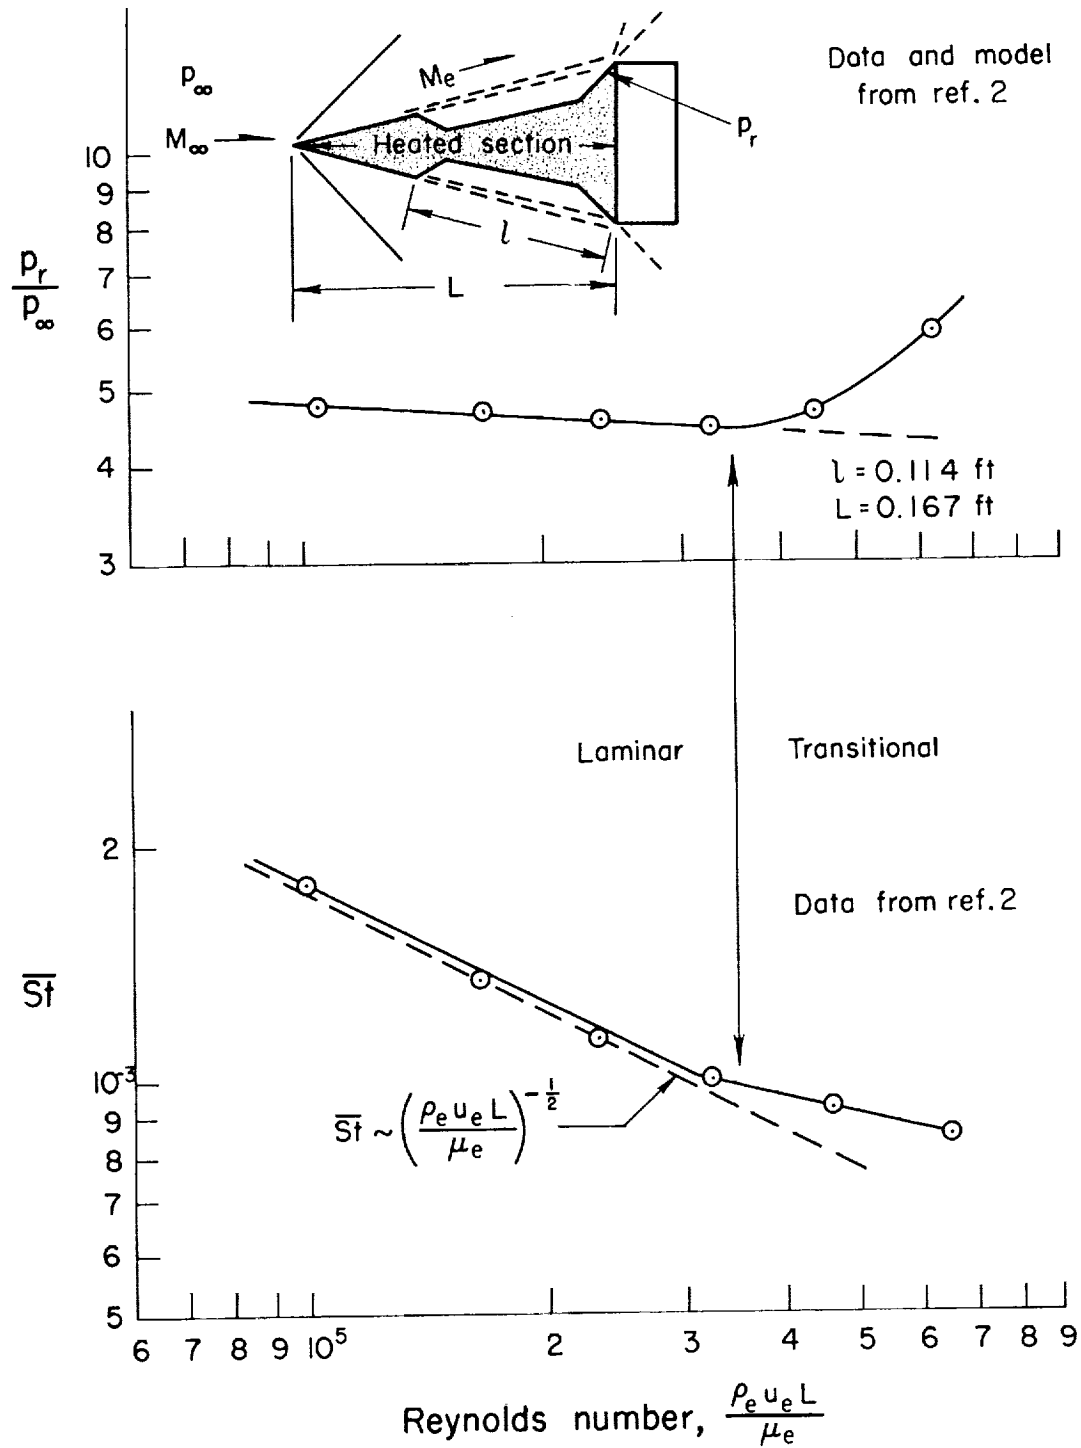 Data and model
from ref. 2
p∞
M∞
Me
Heated section
pr
l
L
pr/p∞
10
9
8
7
6
5
4
3
l = 0.114 ft
L = 0.167 ft
Laminar
Transitional
Data from ref. 2
St
2
10-3
9
8
7
6
5
St ~ (ρe ue L / μe)-1/2
6 7 8 9 10^5 2 3 4 5 6 7 8 9
Reynolds number, ρe ue L / μe